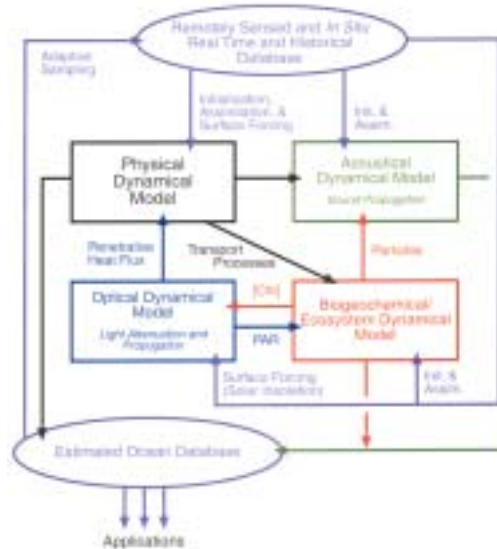 Remotely Sensed and In Situ
Real Time and Historical
Database
Adaptive
Sampling
Initialization,
Assimilation, &
Surface Forcing
Init. &
Assim.
Physical
Dynamical
Model
Acoustical
Dynamical Model
Sound Propagation
Penetrative
Heat Flux
Transport
Processes
Particles
Optical Dynamical
Model
Light Attenuation and
Propagation
[Chl]
PAR
Biogeochemical/
Ecosystem Dynamical
Model
Surface Forcing
(Solar Insolation)
Init. &
Assim.
Estimated Ocean Database
Applications